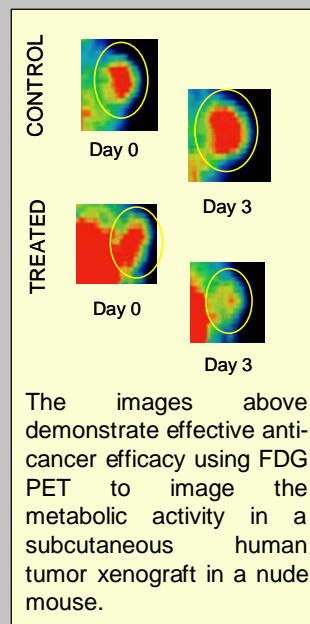 CONTROL
Day 0
Day 3
TREATED
Day 0
Day 3
The images above
demonstrate effective anti-
cancer efficacy using FDG
PET to image the
metabolic activity in a
subcutaneous human
tumor xenograft in a nude
mouse.